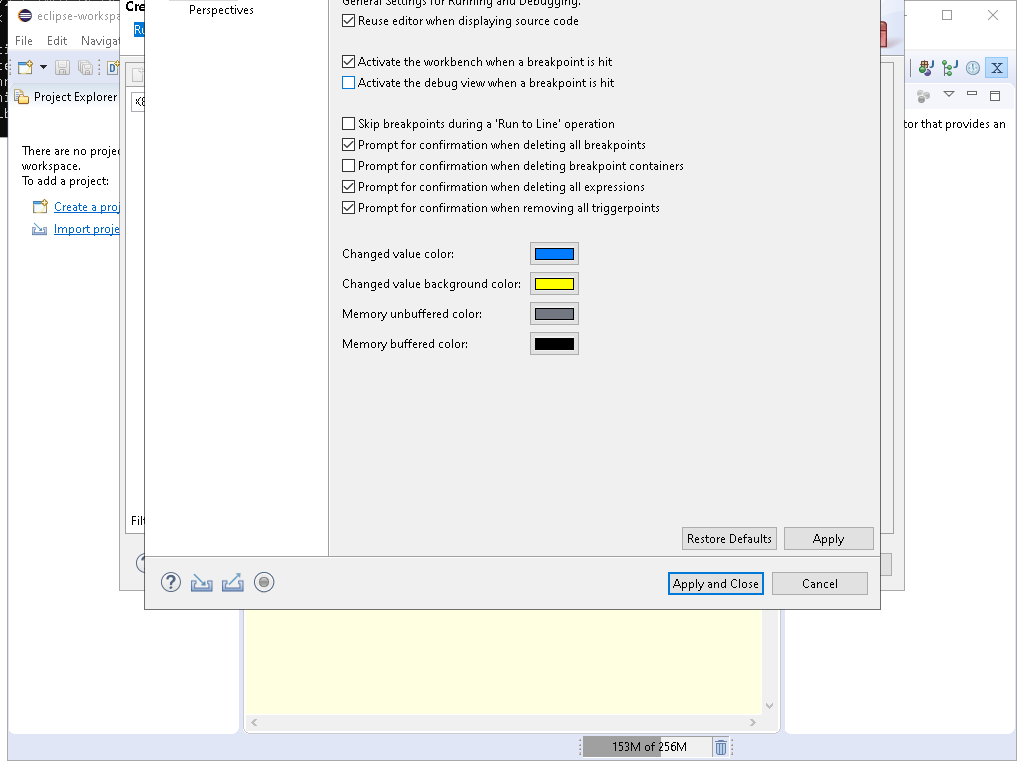 eclipse-workspa
Cre
Perspectives
General Settings for Running and Debugging.
Reuse editor when displaying source code
File Edit Navigat
Activate the workbench when a breakpoint is hit
Activate the debug view when a breakpoint is hit
Project Explorer
Skip breakpoints during a 'Run to Line' operation
tor that provides an
There are no projec
workspace.
To add a project:
Prompt for confirmation when deleting all breakpoints
Prompt for confirmation when deleting breakpoint containers
Prompt for confirmation when deleting all expressions
Create a proj
Prompt for confirmation when removing all triggerpoints
Import proje
Changed value color:
Changed value background color:
Memory unbuffered color:
Memory buffered color:
Filt
Restore Defaults Apply
Apply and Close Cancel
153M of 256M